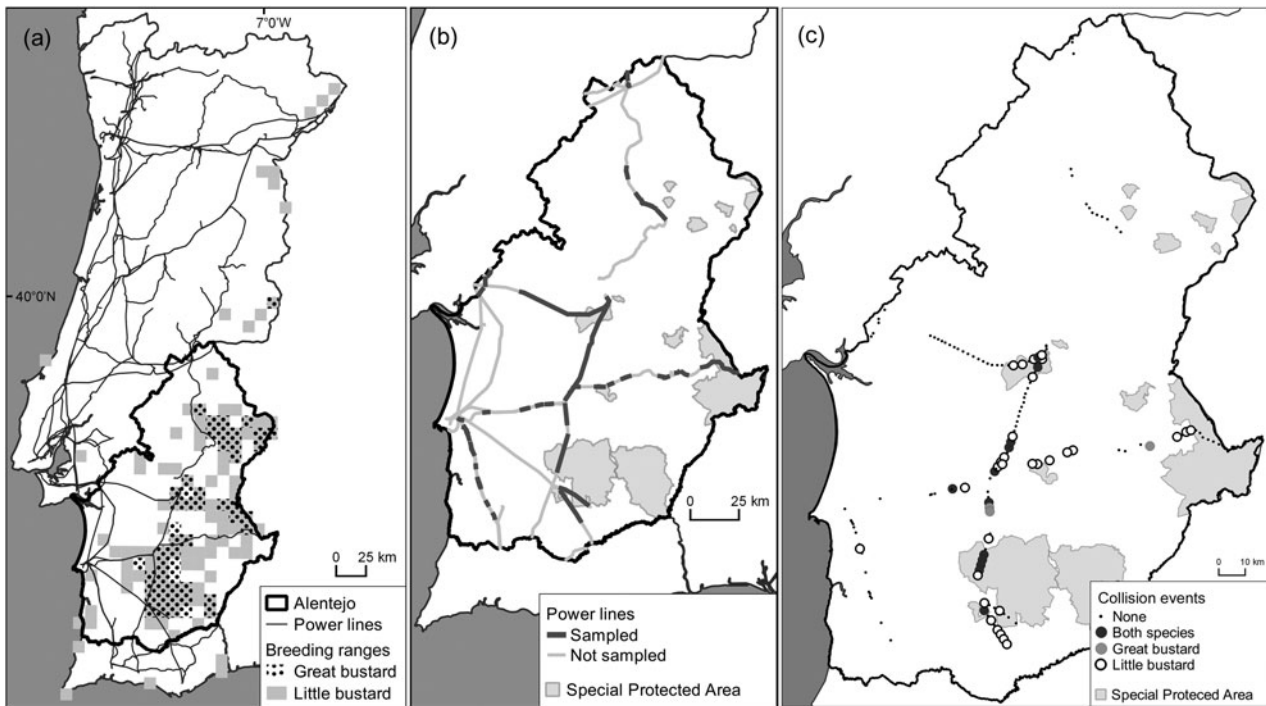 (a)
7°0'W
40°0'N
0 25 km
Alentejo
Power lines
Breeding ranges
Great bustard
Little bustard
(b)
0 25 km
Power lines
Sampled
Not sampled
Special Protected Area
(c)
0 10 km
Collision events
None
Both species
Great bustard
Little bustard
Special Proteced Area